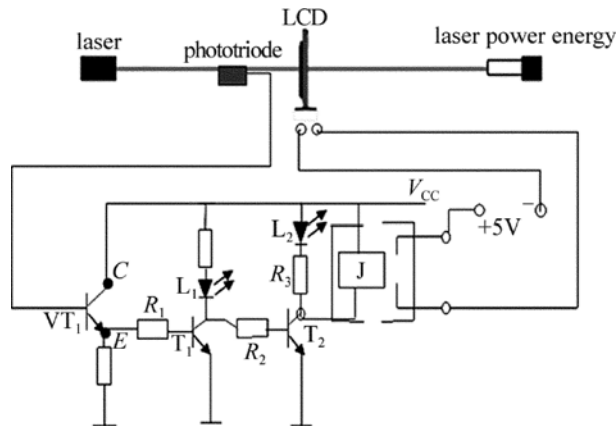 LCD
laser
phototriode
laser power energy
V_CC
+5V
−
L₂
C
L₁
R₃
J
VT₁
E
R₁
T₁
R₂
T₂